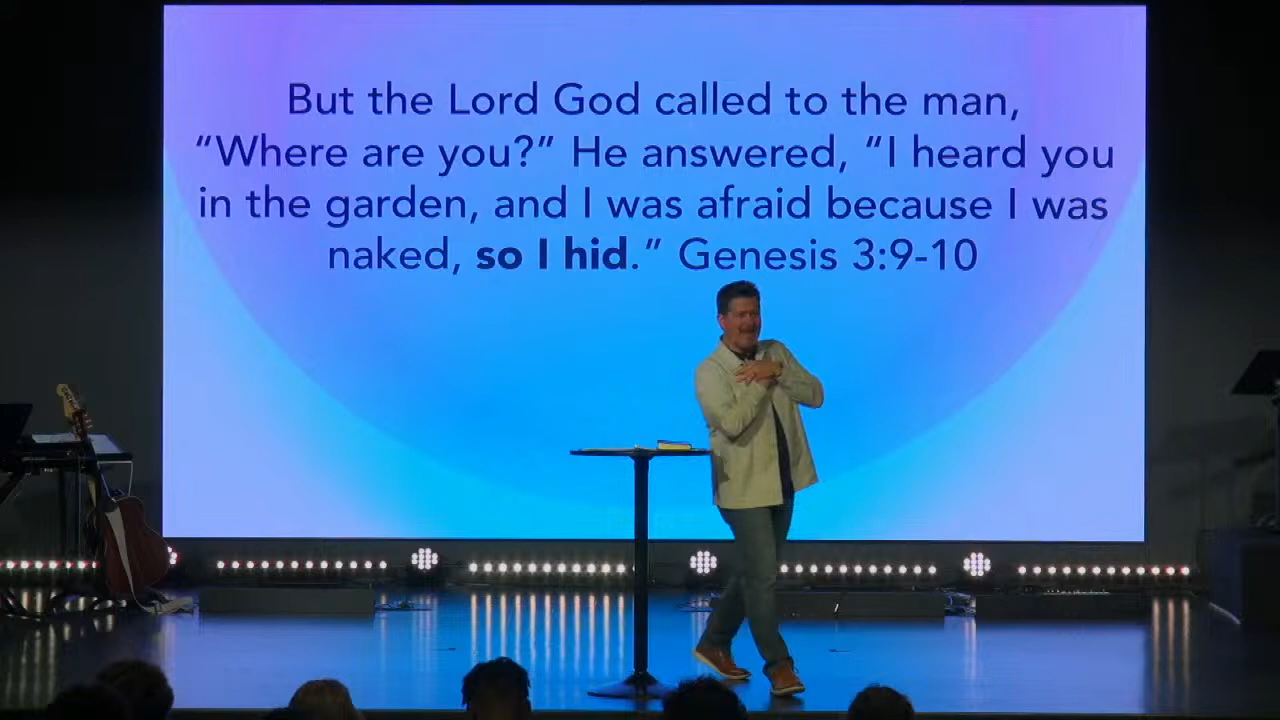 But the Lord God called to the man,
“Where are you?” He answered, “I heard you
in the garden, and I was afraid because I was
naked, so I hid.” Genesis 3:9-10